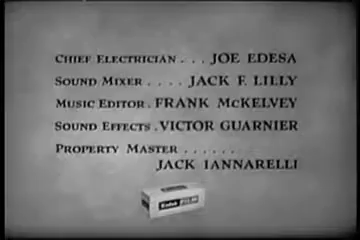 CHIEF ELECTRICIAN . . . JOE EDESA
SOUND MIXER . . . . JACK F. LILLY
MUSIC EDITOR . FRANK MCKELVEY
SOUND EFFECTS . VICTOR GUARNIER
PROPERTY MASTER . . . . . .
JACK IANNARELLI
Kodak FILM